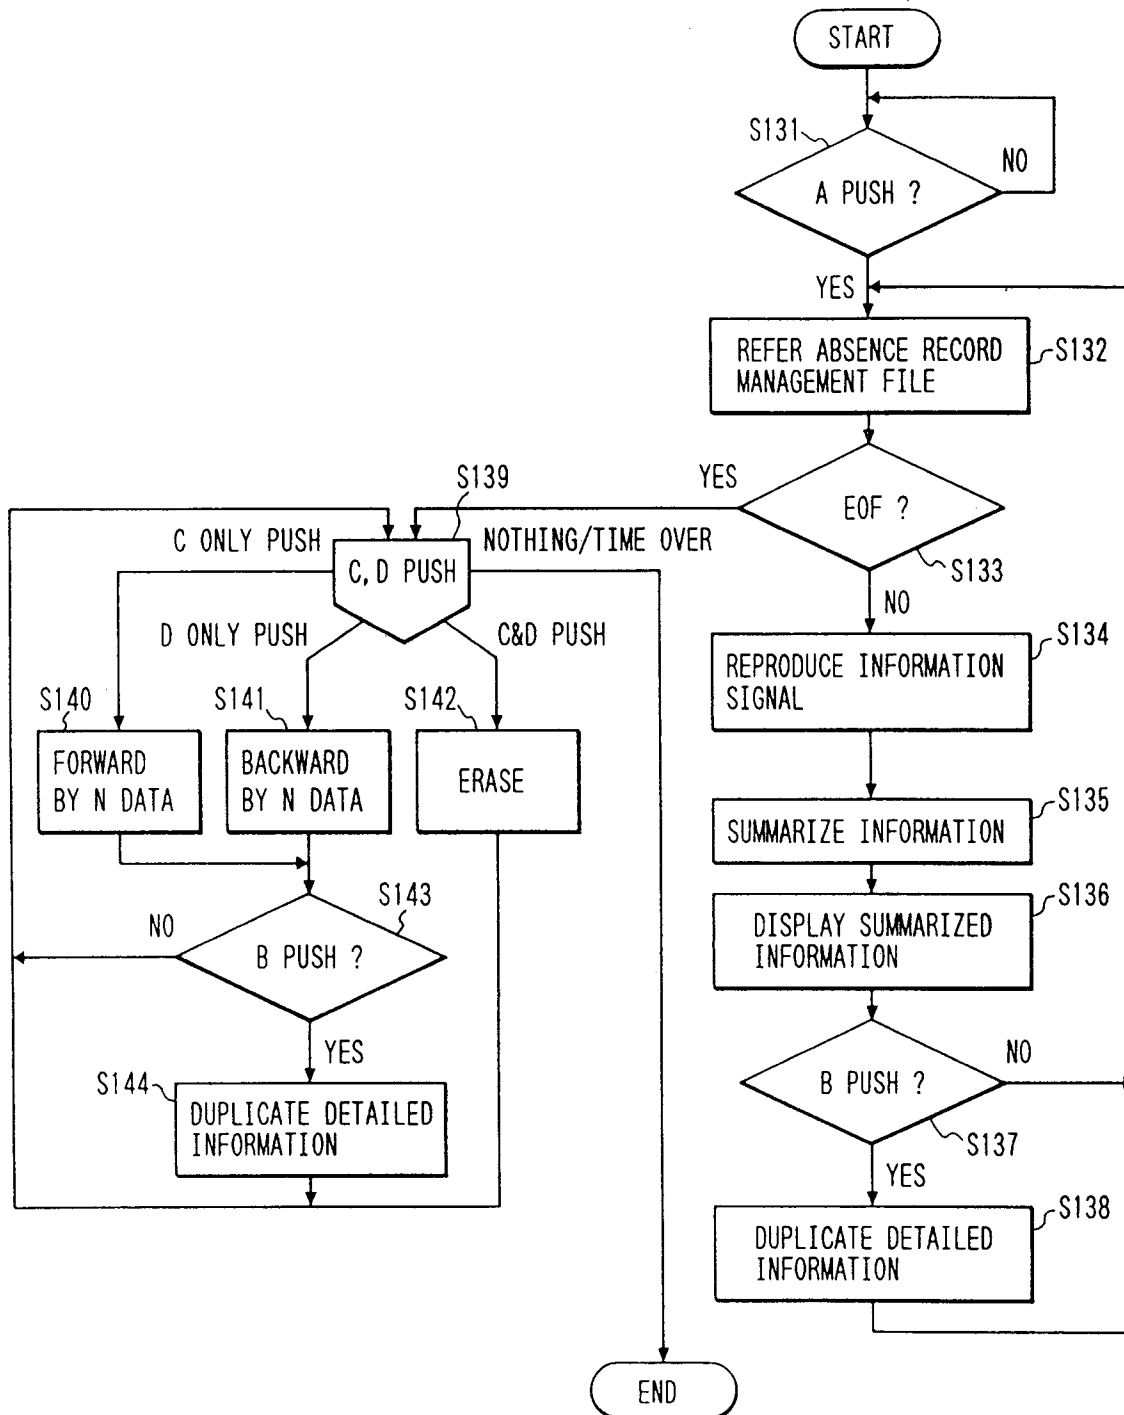 START
S131
NO
A PUSH ?
YES
REFER ABSENCE RECORD
MANAGEMENT FILE
S132
YES
EOF ?
S133
NO
S139
C ONLY PUSH
NOTHING/TIME OVER
C, D PUSH
D ONLY PUSH
C&D PUSH
S134
REPRODUCE INFORMATION
SIGNAL
S140
FORWARD
BY N DATA
S141
BACKWARD
BY N DATA
S142
ERASE
S135
SUMMARIZE INFORMATION
S136
DISPLAY SUMMARIZED
INFORMATION
S143
NO
B PUSH ?
YES
S144
DUPLICATE DETAILED
INFORMATION
NO
B PUSH ?
S137
YES
S138
DUPLICATE DETAILED
INFORMATION
END